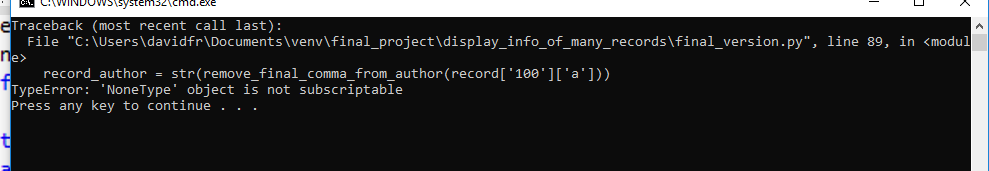 C:\WINDOWS\system32\cmd.exe
Traceback (most recent call last):
  File "C:\Users\davidfr\Documents\venv\final_project\display_info_of_many_records\final_version.py", line 89, in <modul
e>
    record_author = str(remove_final_comma_from_author(record['100']['a']))
TypeError: 'NoneType' object is not subscriptable
Press any key to continue . . .